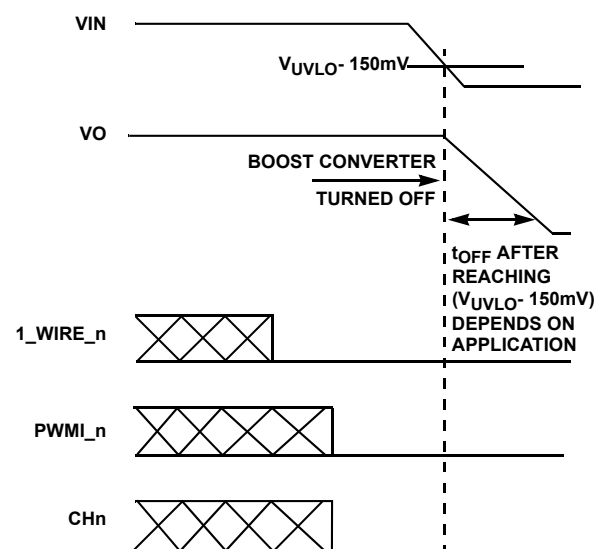 VIN
VUVLO- 150mV
VO
BOOST CONVERTER
TURNED OFF
tOFF AFTER
REACHING
(VUVLO- 150mV)
DEPENDS ON
APPLICATION
1_WIRE_n
PWMI_n
CHn